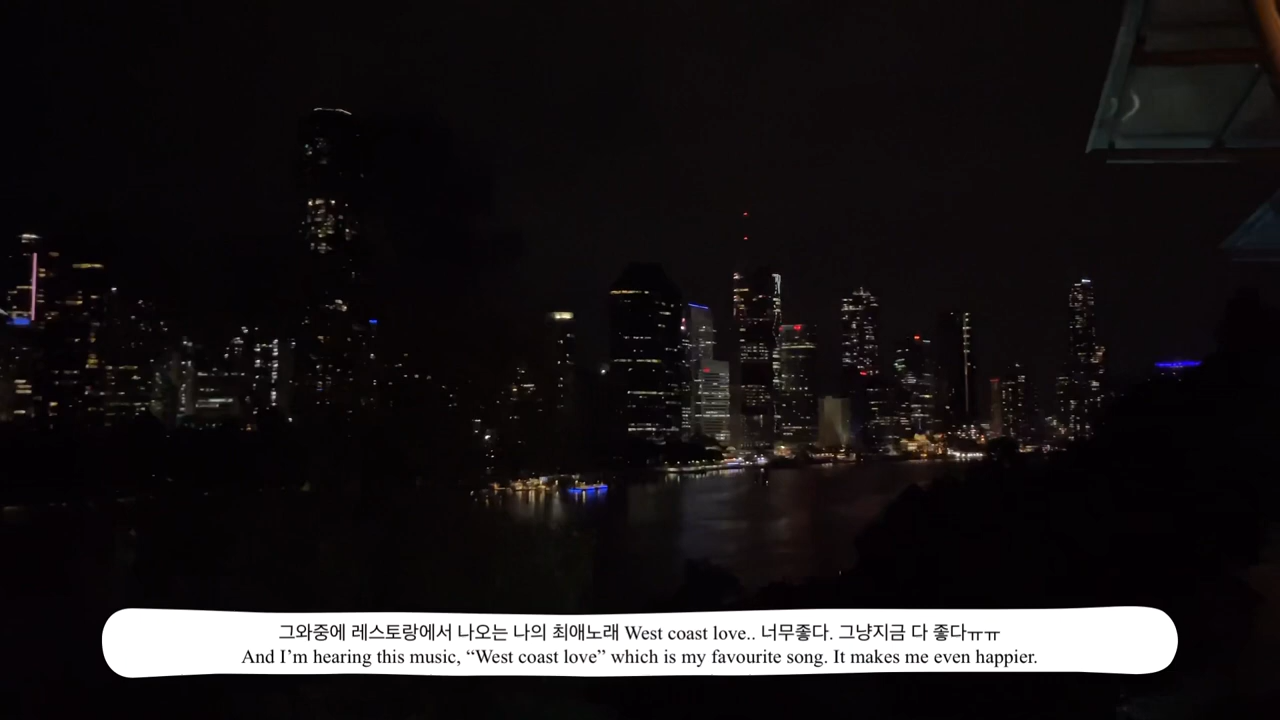 그와중에 레스토랑에서 나오는 나의 최애노래 West coast love.. 너무좋다. 그냥지금 다 좋다ㅠㅠ
And I’m hearing this music, “West coast love” which is my favourite song. It makes me even happier.